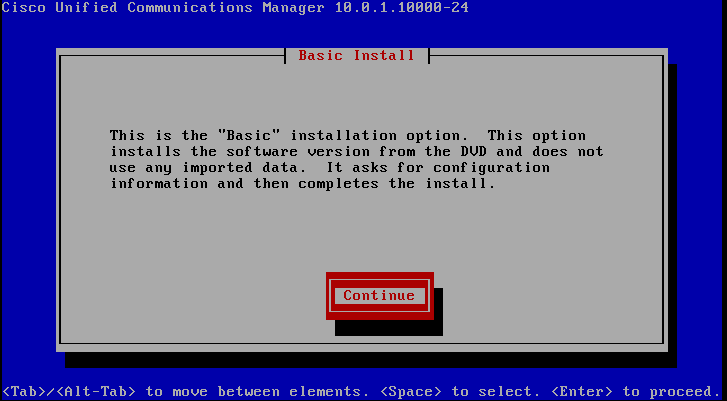 Cisco Unified Communications Manager 10.0.1.10000-24
Basic Install
This is the "Basic" installation option.  This option
installs the software version from the DVD and does not
use any imported data.  It asks for configuration
information and then completes the install.
Continue
<Tab>/<Alt-Tab> to move between elements. <Space> to select. <Enter> to proceed.